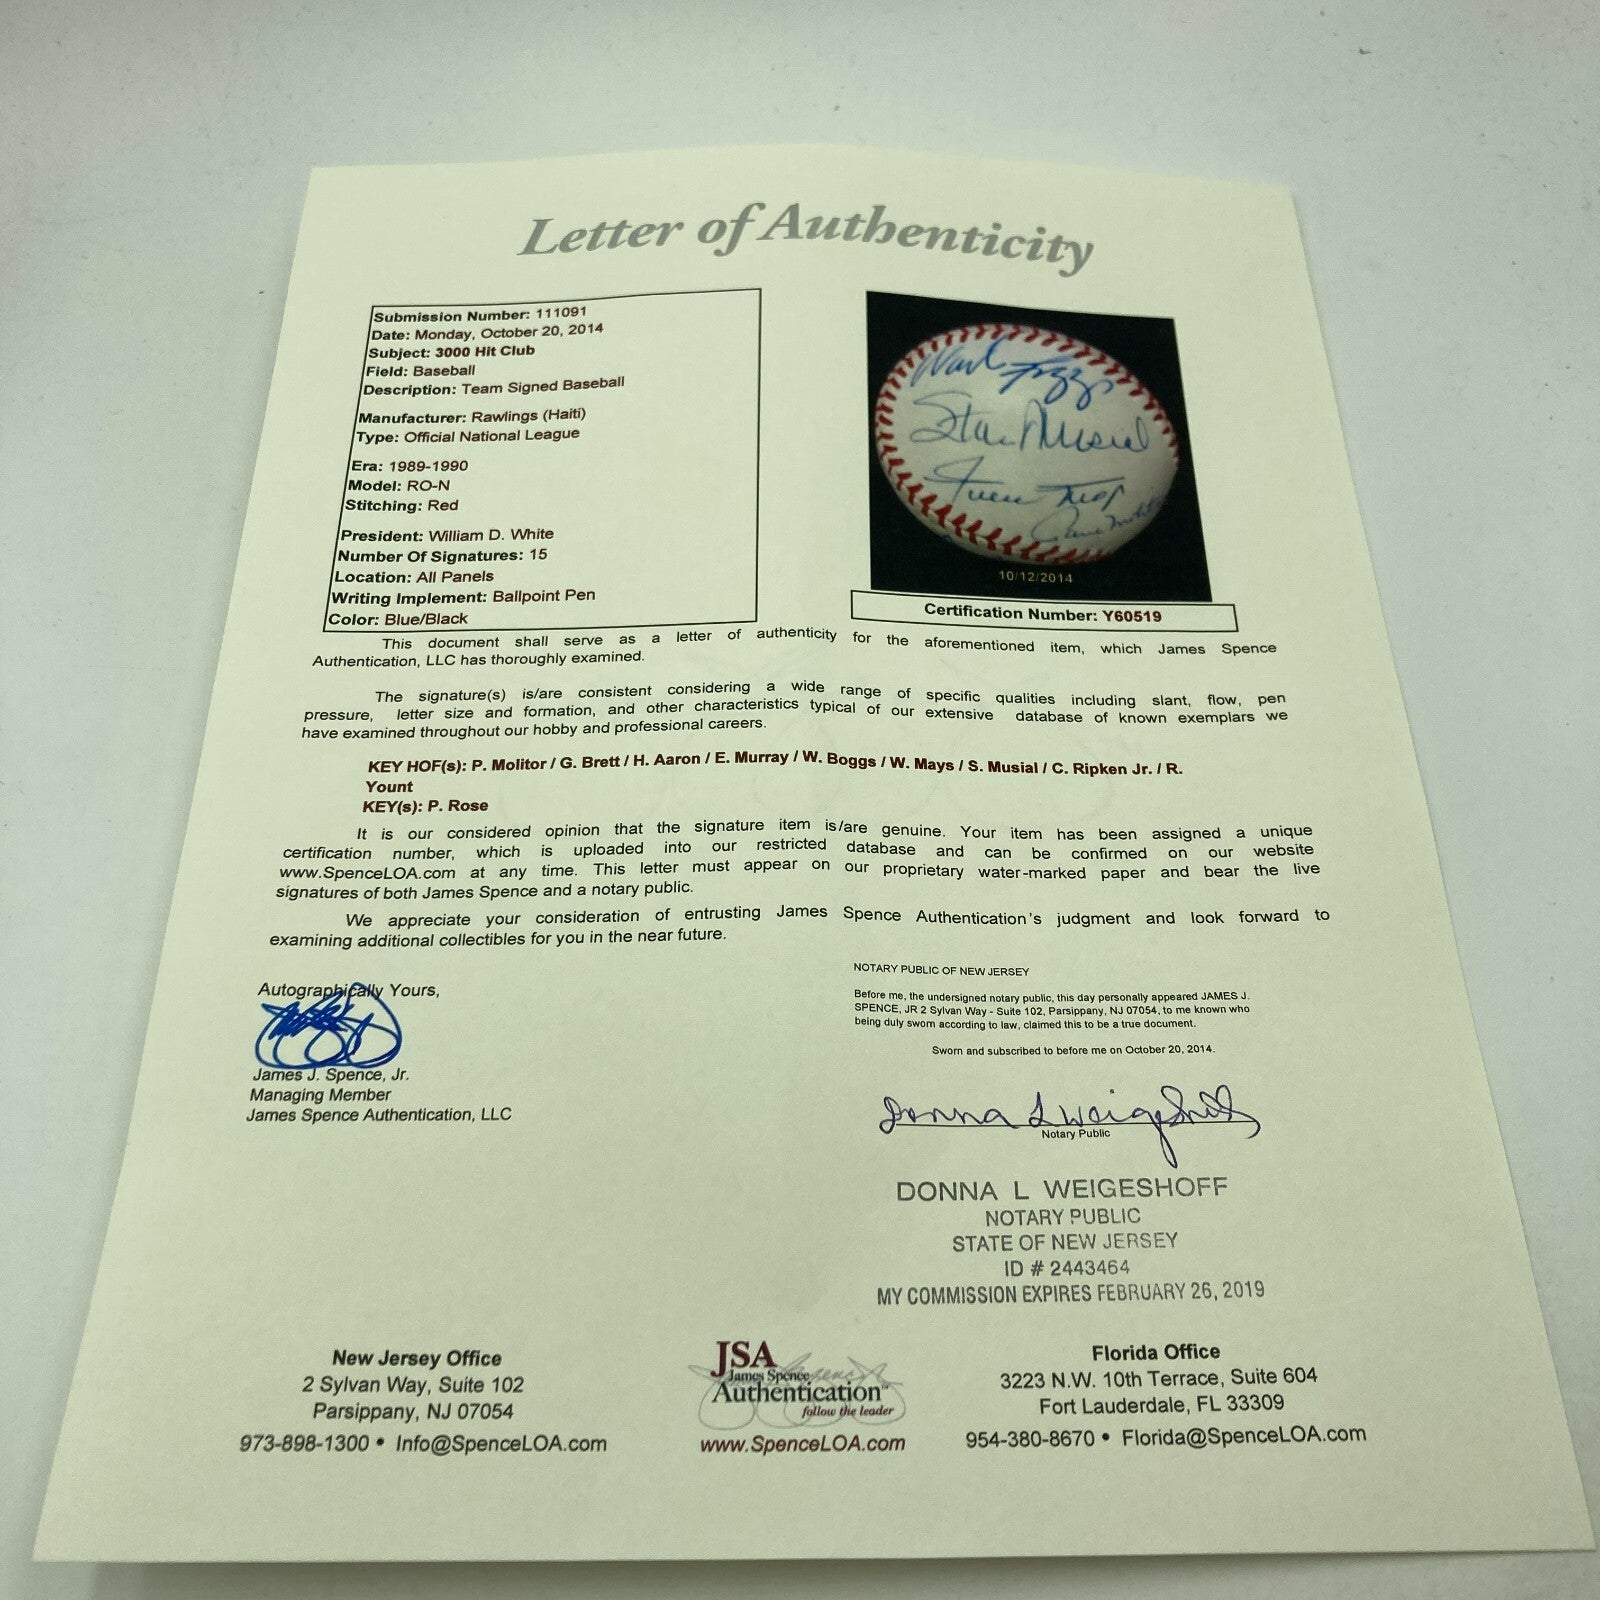 Letter of Authenticity
Submission Number: 111091
Date: Monday, October 20, 2014
Subject: 3000 Hit Club
Field: Baseball
Description: Team Signed Baseball
Manufacturer: Rawlings (Haiti)
Type: Official National League
Era: 1989-1990
Model: RO-N
Stitching: Red
President: William D. White
Number Of Signatures: 15
Location: All Panels
Writing Implement: Ballpoint Pen
Color: Blue/Black
Wade Boggs
Stan Musial
Willie Mays
10/12/2014
Certification Number: Y60519
This document shall serve as a letter of authenticity for the aforementioned item, which James Spence
Authentication, LLC has thoroughly examined.
The signature(s) is/are consistent considering a wide range of specific qualities including slant, flow, pen
pressure, letter size and formation, and other characteristics typical of our extensive database of known exemplars we
have examined throughout our hobby and professional careers.
KEY HOF(s): P. Molitor / G. Brett / H. Aaron / E. Murray / W. Boggs / W. Mays / S. Musial / C. Ripken Jr. / R.
Yount
KEY(s): P. Rose
It is our considered opinion that the signature item is/are genuine. Your item has been assigned a unique
certification number, which is uploaded into our restricted database and can be confirmed on our website
www.SpenceLOA.com at any time. This letter must appear on our proprietary water-marked paper and bear the live
signatures of both James Spence and a notary public.
We appreciate your consideration of entrusting James Spence Authentication's judgment and look forward to
examining additional collectibles for you in the near future.
Autographically Yours,
James J. Spence, Jr.
Managing Member
James Spence Authentication, LLC
NOTARY PUBLIC OF NEW JERSEY
Before me, the undersigned notary public, this day personally appeared JAMES J.
SPENCE, JR 2 Sylvan Way - Suite 102, Parsippany, NJ 07054, to me known who
being duly sworn according to law, claimed this to be a true document.
Sworn and subscribed to before me on October 20, 2014.
Donna L Weigeshoff
Notary Public
DONNA L WEIGESHOFF
NOTARY PUBLIC
STATE OF NEW JERSEY
ID # 2443464
MY COMMISSION EXPIRES FEBRUARY 26, 2019
New Jersey Office
2 Sylvan Way, Suite 102
Parsippany, NJ 07054
973-898-1300 • Info@SpenceLOA.com
JSA
James Spence
Authentication™
follow the leader
www.SpenceLOA.com
Florida Office
3223 N.W. 10th Terrace, Suite 604
Fort Lauderdale, FL 33309
954-380-8670 • Florida@SpenceLOA.com